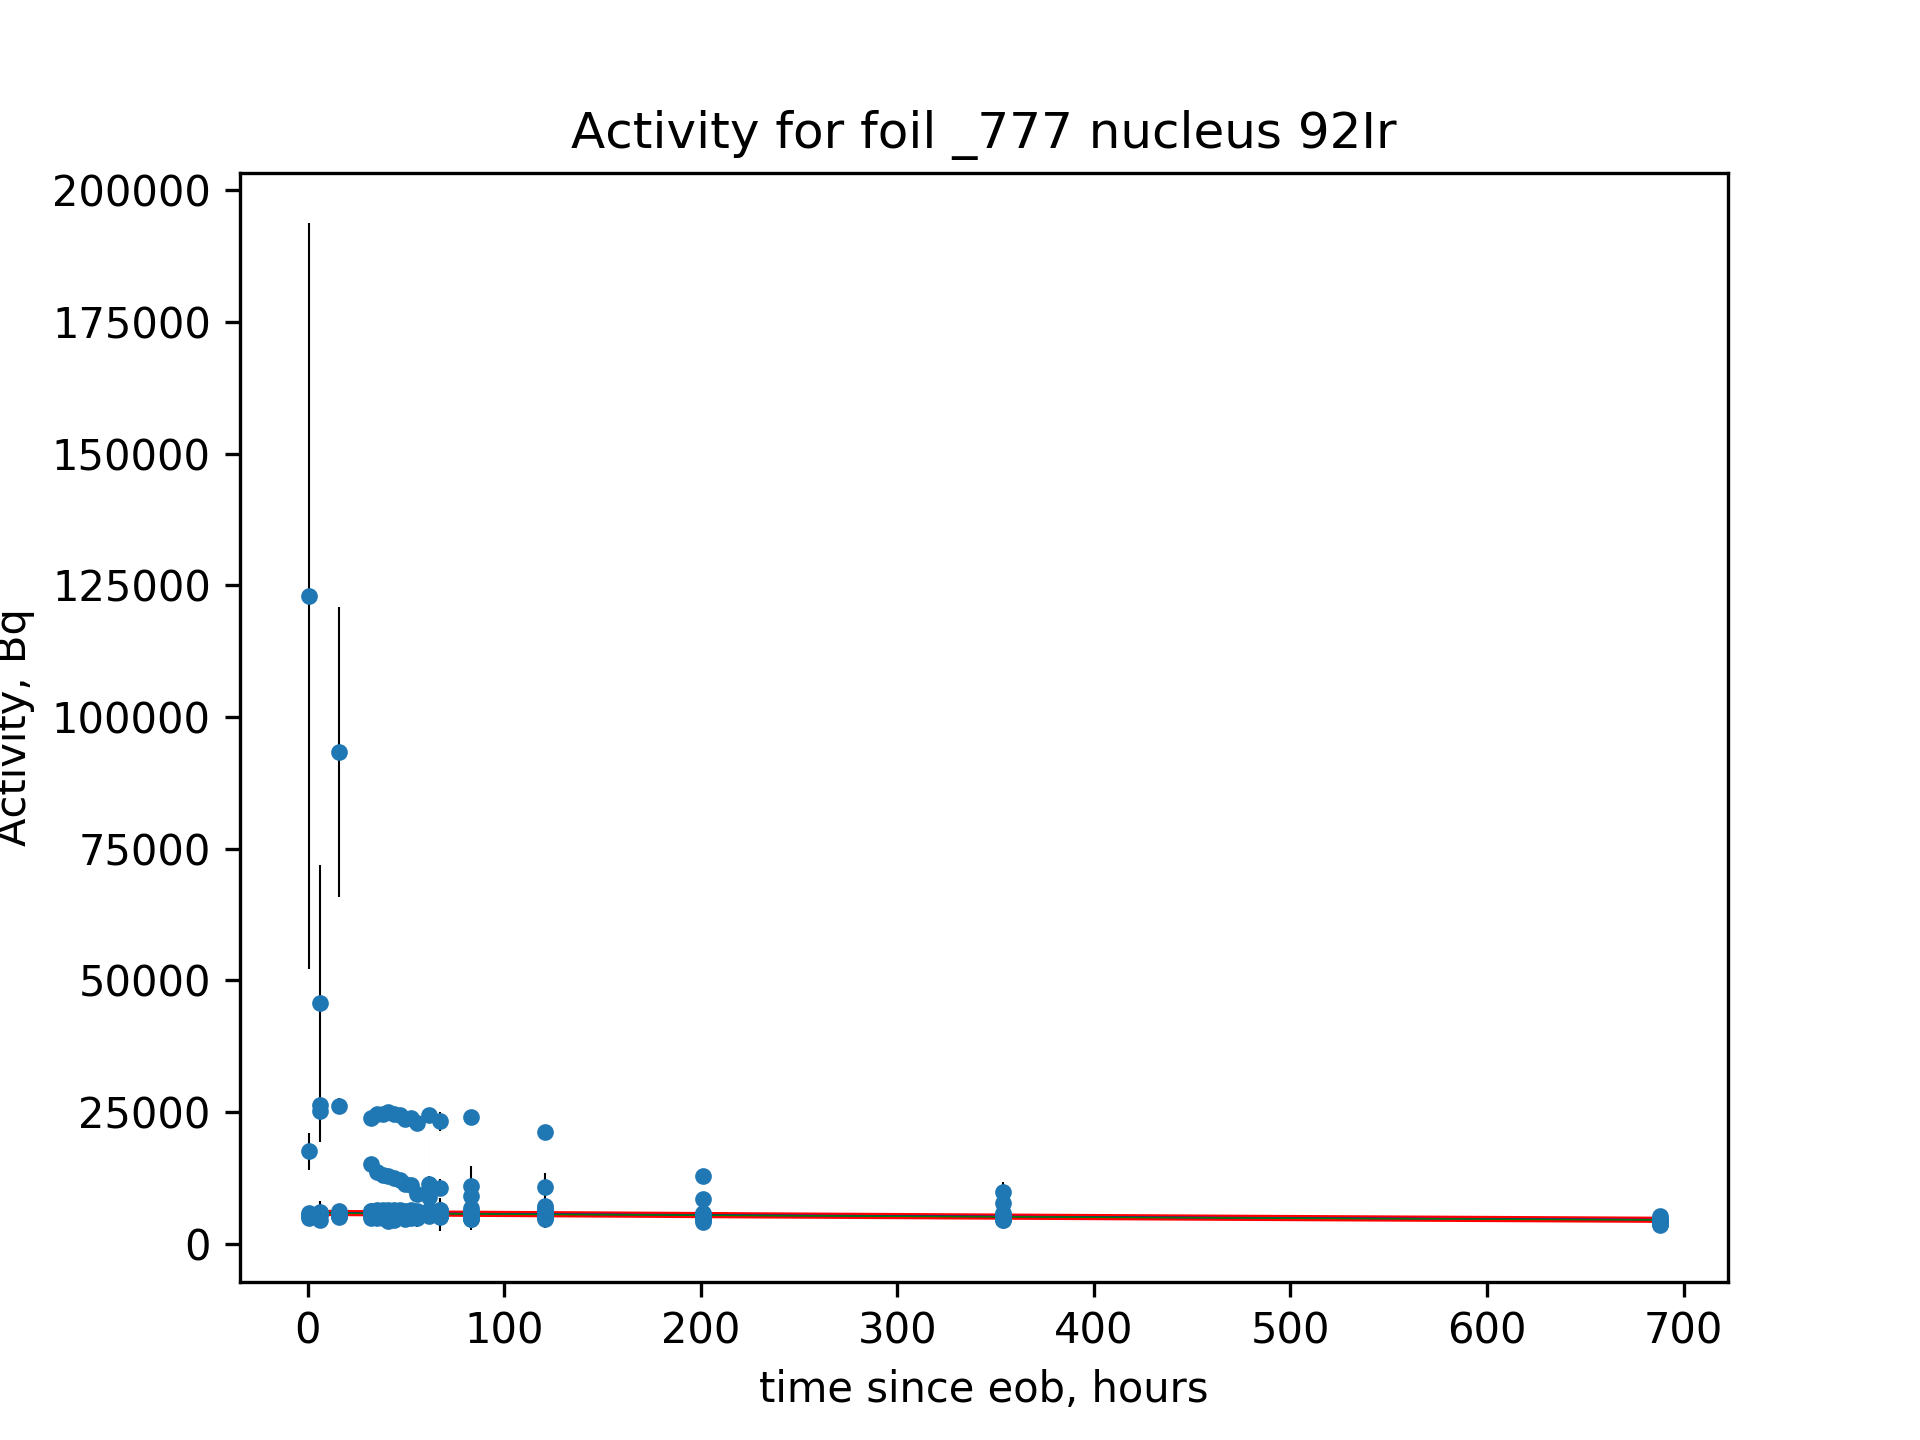 Activity for foil _777 nucleus 92Ir
200000
175000
150000
125000
100000
75000
50000
25000
0
Activity, Bq
0 100 200 300 400 500 600 700
time since eob, hours